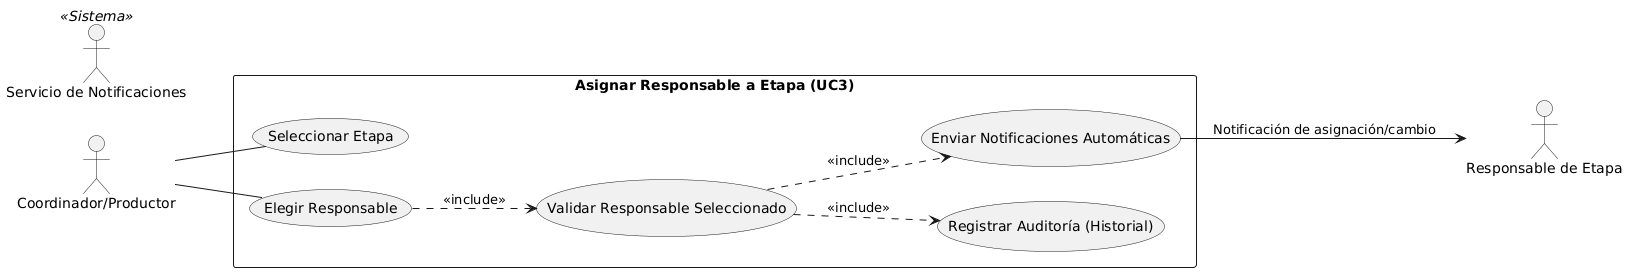 «Sistema»
Servicio de Notificaciones
Coordinador/Productor
Asignar Responsable a Etapa (UC3)
Seleccionar Etapa
Elegir Responsable
«include»
Validar Responsable Seleccionado
«include»
«include»
Enviar Notificaciones Automáticas
Registrar Auditoría (Historial)
Notificación de asignación/cambio
Responsable de Etapa